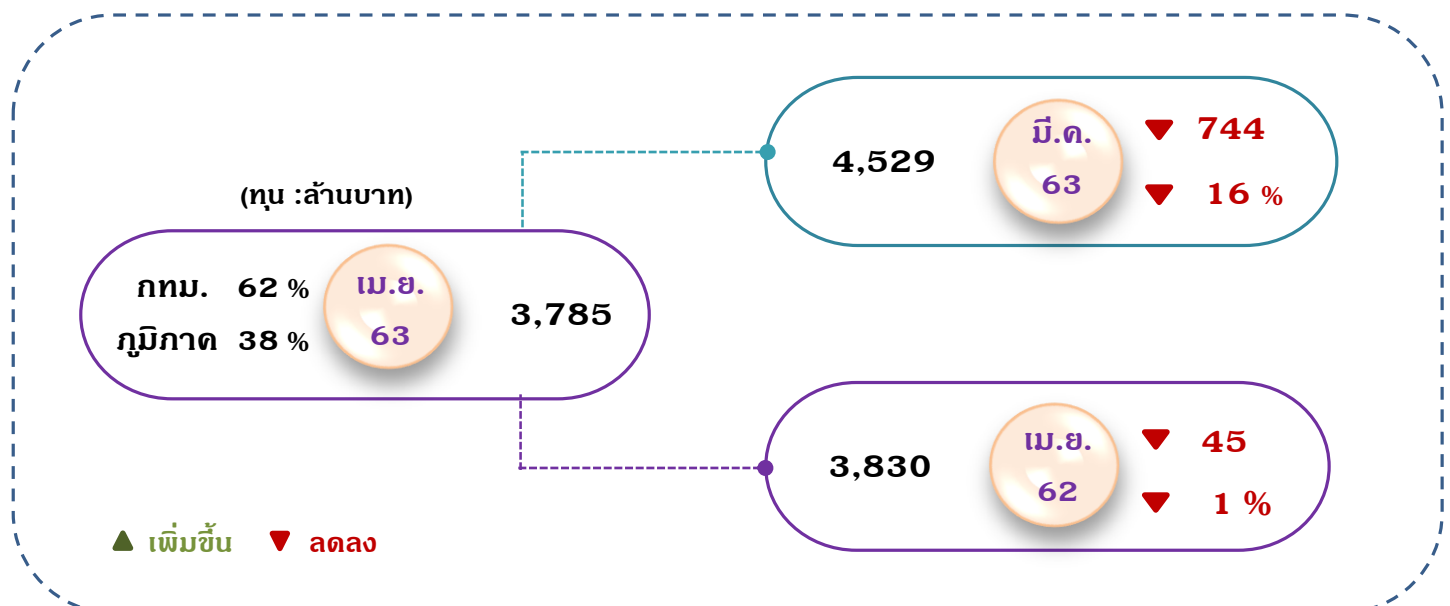 (ทุน :ล้านบาท)
กทม. 62 %
ภูมิภาค 38 %
เม.ย.
63
3,785
4,529
มี.ค.
63
▼ 744
▼ 16 %
3,830
เม.ย.
62
▼ 45
▼ 1 %
▲ เพิ่มขึ้น ▼ ลดลง